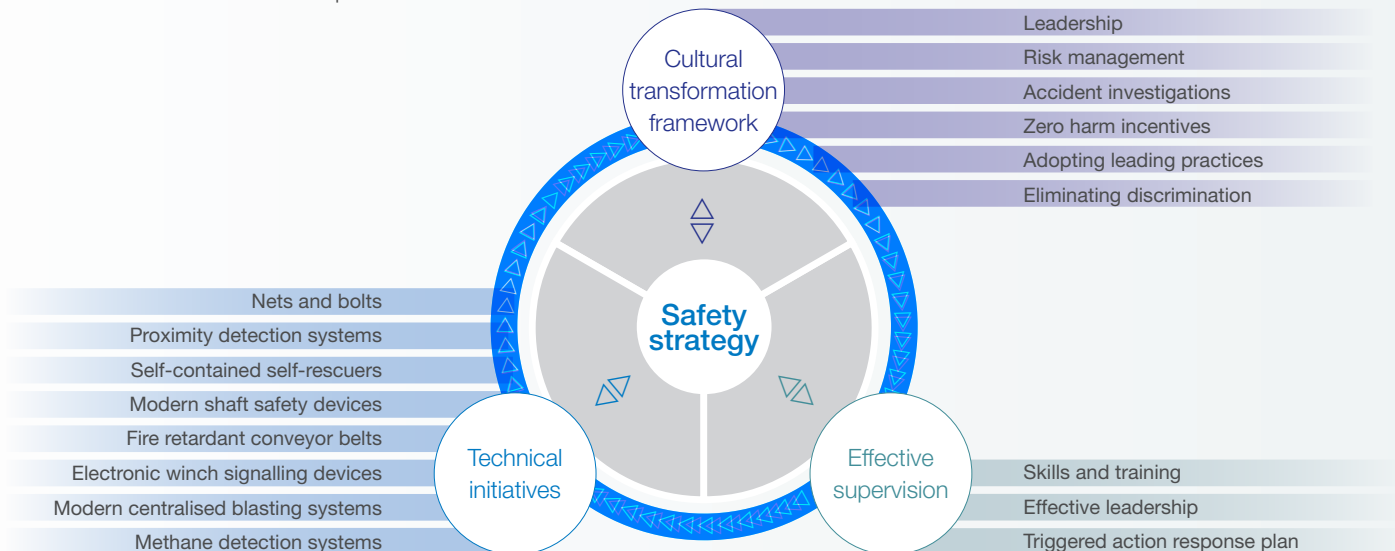 Cultural
transformation
framework
Leadership
Risk management
Accident investigations
Zero harm incentives
Adopting leading practices
Eliminating discrimination
Safety
strategy
Nets and bolts
Proximity detection systems
Self-contained self-rescuers
Modern shaft safety devices
Fire retardant conveyor belts
Electronic winch signalling devices
Modern centralised blasting systems
Methane detection systems
Technical
initiatives
Effective
supervision
Skills and training
Effective leadership
Triggered action response plan